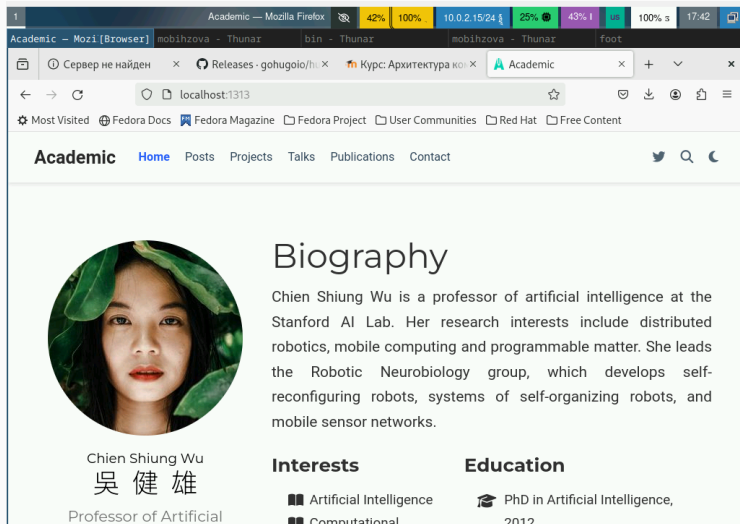 1 Academic — Mozilla Firefox 42% 100% 10.0.2.15/24 25% 43% us 100% 17:42
Academic — Mozi[Browser] mobihzova - Thunar bin - Thunar mobihzova - Thunar foot
Сервер не найден × Releases · gohugoio/hu × Курс: Архитектура ком × Academic ×
localhost:1313
Most Visited Fedora Docs Fedora Magazine Fedora Project User Communities Red Hat Free Content
Academic Home Posts Projects Talks Publications Contact
Biography
Chien Shiung Wu is a professor of artificial intelligence at the
Stanford AI Lab. Her research interests include distributed
robotics, mobile computing and programmable matter. She leads
the Robotic Neurobiology group, which develops self-
reconfiguring robots, systems of self-organizing robots, and
mobile sensor networks.
Chien Shiung Wu
吳健雄
Professor of Artificial
Interests
Artificial Intelligence
Computational
Education
PhD in Artificial Intelligence,
2012